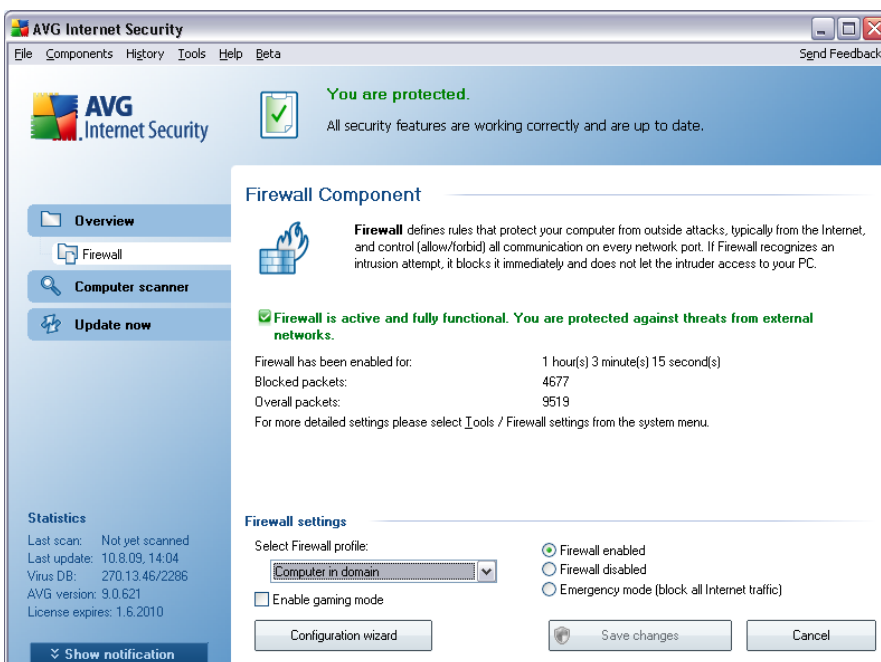 AVG Internet Security
File Components History Tools Help Beta Send Feedback
AVG
Internet Security
You are protected.
All security features are working correctly and are up to date.
Overview
Firewall
Computer scanner
Update now
Firewall Component
Firewall defines rules that protect your computer from outside attacks, typically from the Internet,
and control (allow/forbid) all communication on every network port. If Firewall recognizes an
intrusion attempt, it blocks it immediately and does not let the intruder access to your PC.
Firewall is active and fully functional. You are protected against threats from external
networks.
Firewall has been enabled for: 1 hour(s) 3 minute(s) 15 second(s)
Blocked packets: 4677
Overall packets: 9519
For more detailed settings please select Tools / Firewall settings from the system menu.
Statistics
Last scan: Not yet scanned
Last update: 10.8.09, 14:04
Virus DB: 270.13.46/2286
AVG version: 9.0.621
License expires: 1.6.2010
Show notification
Firewall settings
Select Firewall profile:
Computer in domain
Enable gaming mode
Firewall enabled
Firewall disabled
Emergency mode (block all Internet traffic)
Configuration wizard
Save changes
Cancel